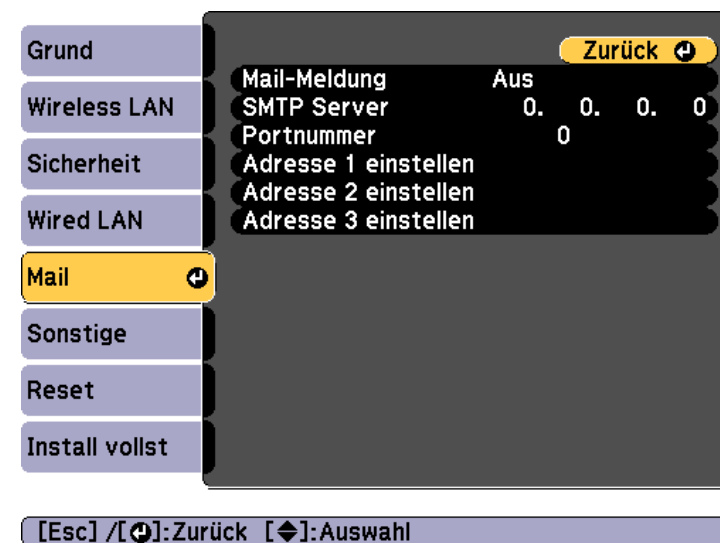 Grund
Wireless LAN
Sicherheit
Wired LAN
Mail
Sonstige
Reset
Install vollst
Zurück
Mail-Meldung Aus
SMTP Server 0. 0. 0. 0
Portnummer 0
Adresse 1 einstellen
Adresse 2 einstellen
Adresse 3 einstellen
[Esc] /[⏎]:Zurück [◆]:Auswahl